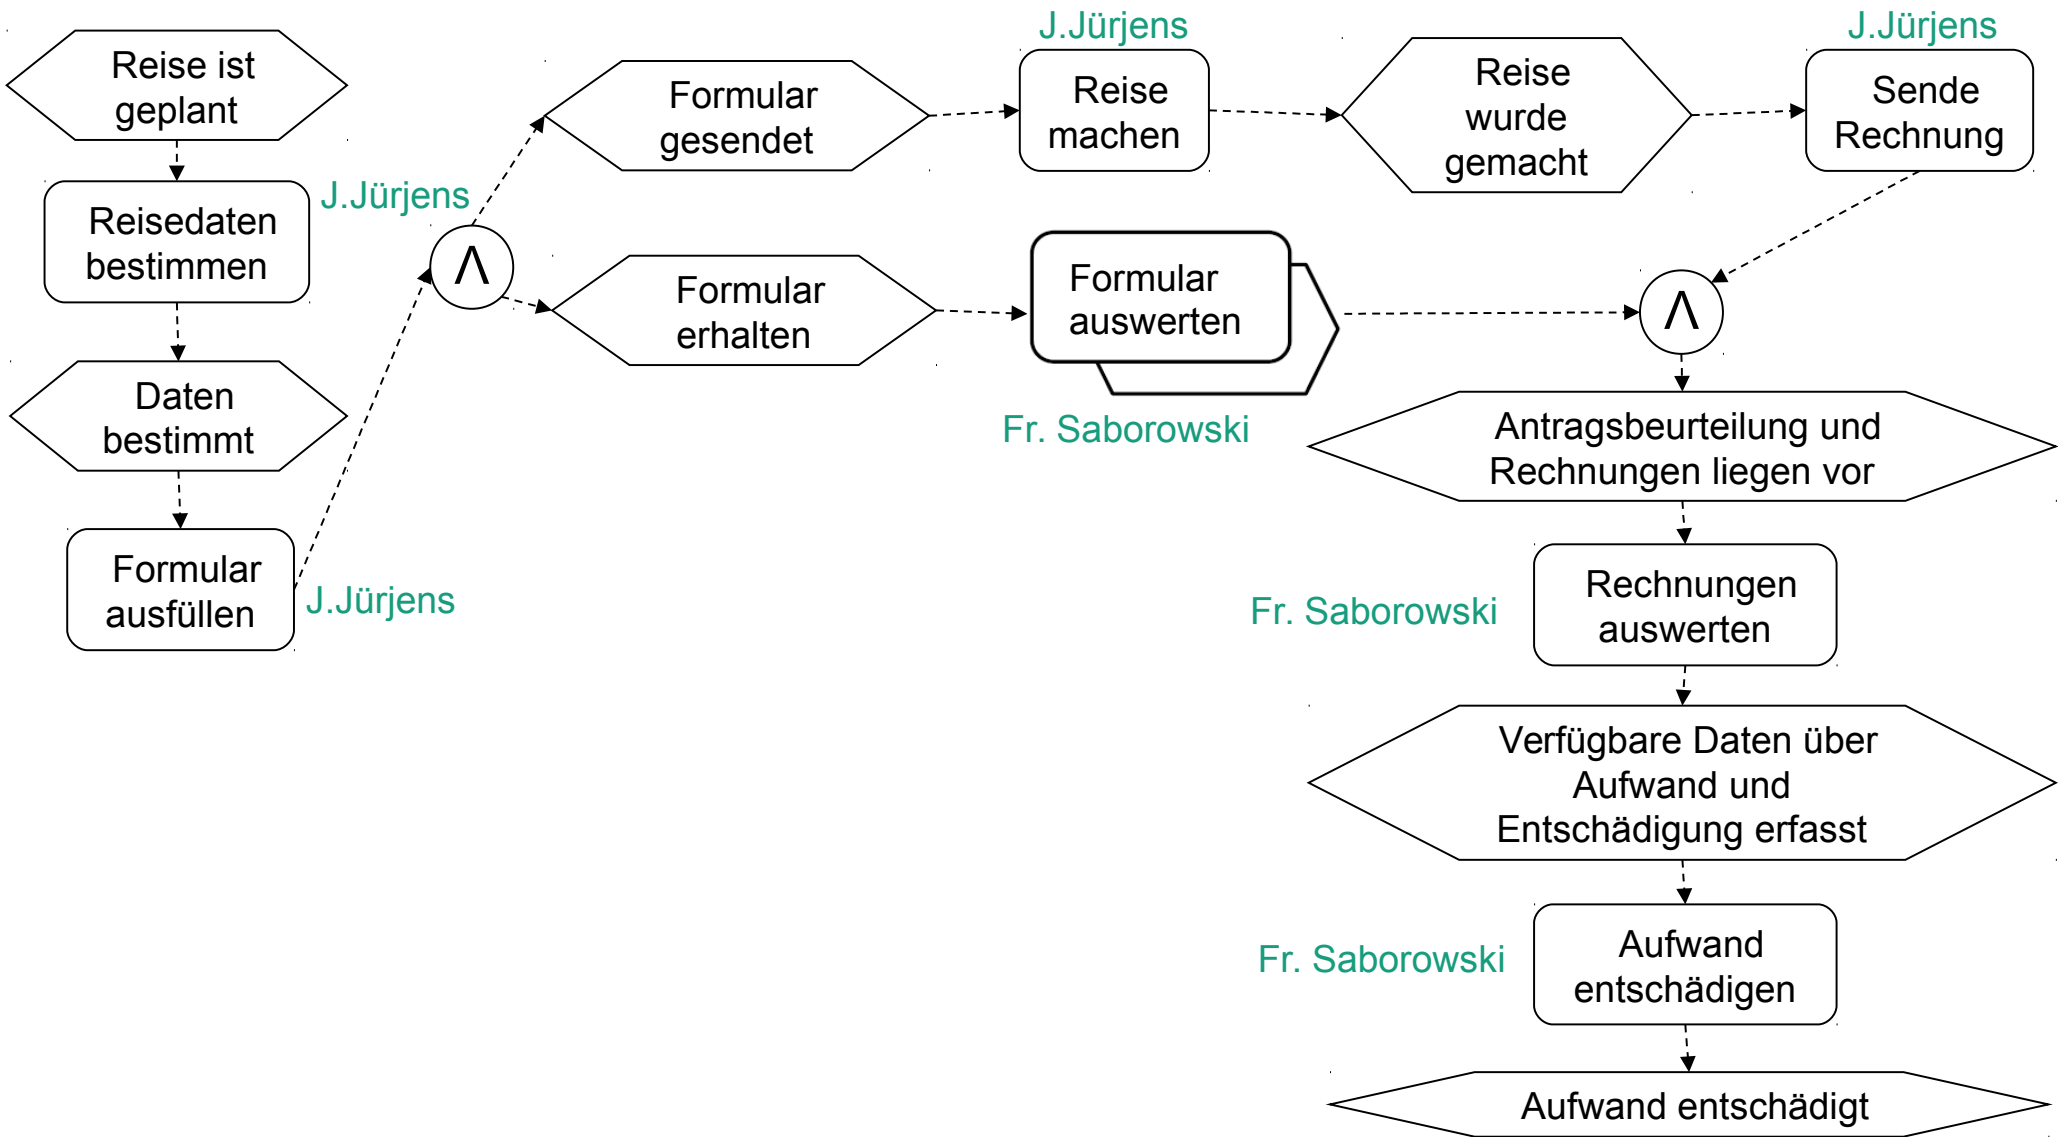 Reise ist
geplant
J.Jürjens
Reisedaten
bestimmen
Daten
bestimmt
Formular
ausfüllen
J.Jürjens
Λ
Formular
gesendet
J.Jürjens
Reise
machen
Reise
wurde
gemacht
J.Jürjens
Sende
Rechnung
Formular
erhalten
Formular
auswerten
Fr. Saborowski
Λ
Antragsbeurteilung und
Rechnungen liegen vor
Fr. Saborowski
Rechnungen
auswerten
Verfügbare Daten über
Aufwand und
Entschädigung erfasst
Fr. Saborowski
Aufwand
entschädigen
Aufwand entschädigt